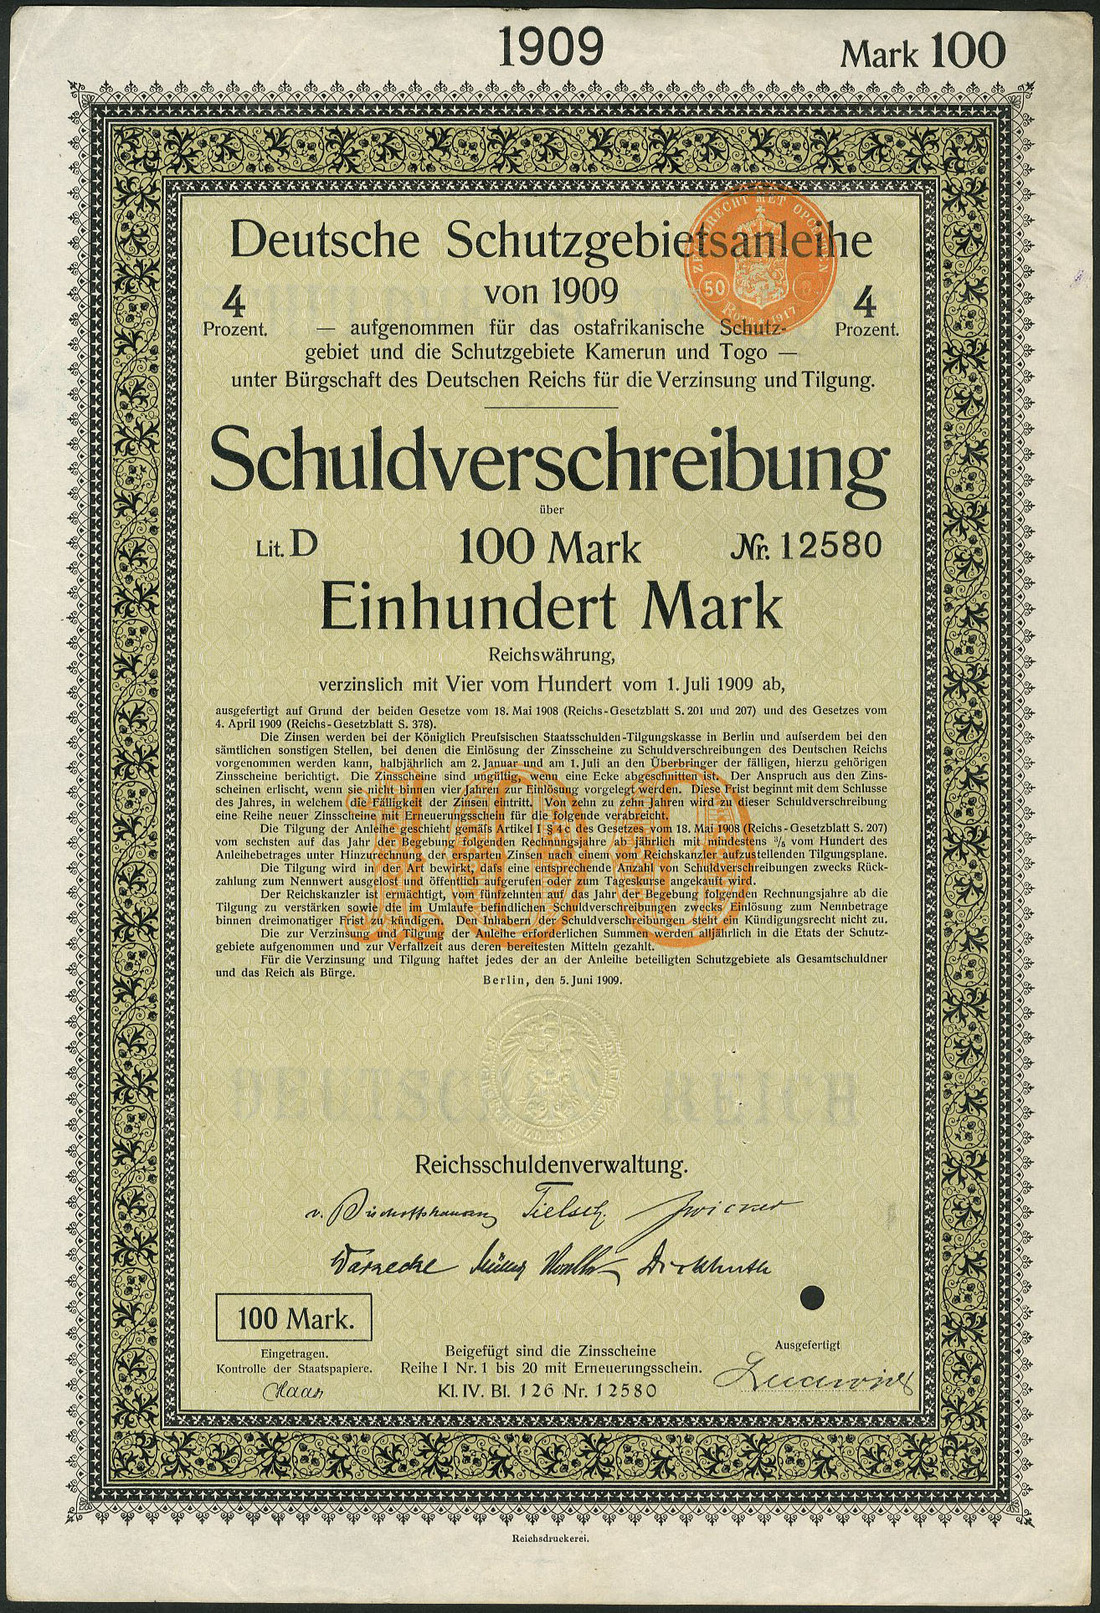 1909
Mark 100
Deutsche Schutzgebietsanleihe
von 1909
4
Prozent.
4
Prozent.
— aufgenommen für das ostafrikanische Schutz-
gebiet und die Schutzgebiete Kamerun und Togo —
unter Bürgschaft des Deutschen Reichs für die Verzinsung und Tilgung.
ZEGELRECHT MET OPCENTEN
50
ROTT. 1917.
Schuldverschreibung
über
Lit. D
100 Mark
Nr. 12580
Einhundert Mark
Reichswährung,
verzinslich mit Vier vom Hundert vom 1. Juli 1909 ab,
ausgefertigt auf Grund der beiden Gesetze vom 18. Mai 1908 (Reichs-Gesetzblatt S. 201 und 207) und des Gesetzes vom
4. April 1909 (Reichs-Gesetzblatt S. 378).
Die Zinsen werden bei der Königlich Preußischen Staatsschulden-Tilgungskasse in Berlin und außerdem bei den
sämtlichen sonstigen Stellen, bei denen die Einlösung der Zinsscheine zu Schuldverschreibungen des Deutschen Reichs
vorgenommen werden kann, halbjährlich am 2. Januar und am 1. Juli an den Überbringer der fälligen, hierzu gehörigen
Zinsscheine berichtigt. Die Zinsscheine sind ungültig, wenn eine Ecke abgeschnitten ist. Der Anspruch aus den Zins-
scheinen erlischt, wenn sie nicht binnen vier Jahren zur Einlösung vorgelegt werden. Diese Frist beginnt mit dem Schlusse
des Jahres, in welchem die Fälligkeit der Zinsen eintritt. Von zehn zu zehn Jahren wird zu dieser Schuldverschreibung
eine Reihe neuer Zinsscheine mit Erneuerungsschein für die folgende verabreicht.
Die Tilgung der Anleihe geschieht gemäß Artikel I § 4c des Gesetzes vom 18. Mai 1908 (Reichs-Gesetzblatt S. 207)
vom sechsten auf das Jahr der Begebung folgenden Rechnungsjahre ab jährlich mit mindestens 3/5 vom Hundert des
Anleihebetrages unter Hinzurechnung der ersparten Zinsen nach einem vom Reichskanzler aufzustellenden Tilgungsplane.
Die Tilgung wird in der Art bewirkt, daß eine entsprechende Anzahl von Schuldverschreibungen zwecks Rück-
zahlung zum Nennwert ausgelost und öffentlich aufgerufen oder zum Tageskurse angekauft wird.
Der Reichskanzler ist ermächtigt, vom fünfzehnten auf das Jahr der Begebung folgenden Rechnungsjahre ab die
Tilgung zu verstärken sowie die im Umlaufe befindlichen Schuldverschreibungen zwecks Einlösung zum Nennbetrage
binnen dreimonatiger Frist zu kündigen. Den Inhabern der Schuldverschreibungen steht ein Kündigungsrecht nicht zu.
Die zur Verzinsung und Tilgung der Anleihe erforderlichen Summen werden alljährlich in die Etats der Schutz-
gebiete aufgenommen und zur Verfallzeit aus deren bereitesten Mitteln gezahlt.
Für die Verzinsung und Tilgung haftet jedes der an der Anleihe beteiligten Schutzgebiete als Gesamtschuldner
und das Reich als Bürge.
100
Berlin, den 5. Juni 1909.
DEUTSCHES REICH
Reichsschuldenverwaltung.
v. Bischoffshausen Tielsch Zwicker
Warnecke Müller
100 Mark.
Eingetragen.
Kontrolle der Staatspapiere.
Haas
Beigefügt sind die Zinsscheine
Reihe I Nr. 1 bis 20 mit Erneuerungsschein.
Kl. IV. Bl. 126 Nr. 12580
Ausgefertigt
Reichsdruckerei.